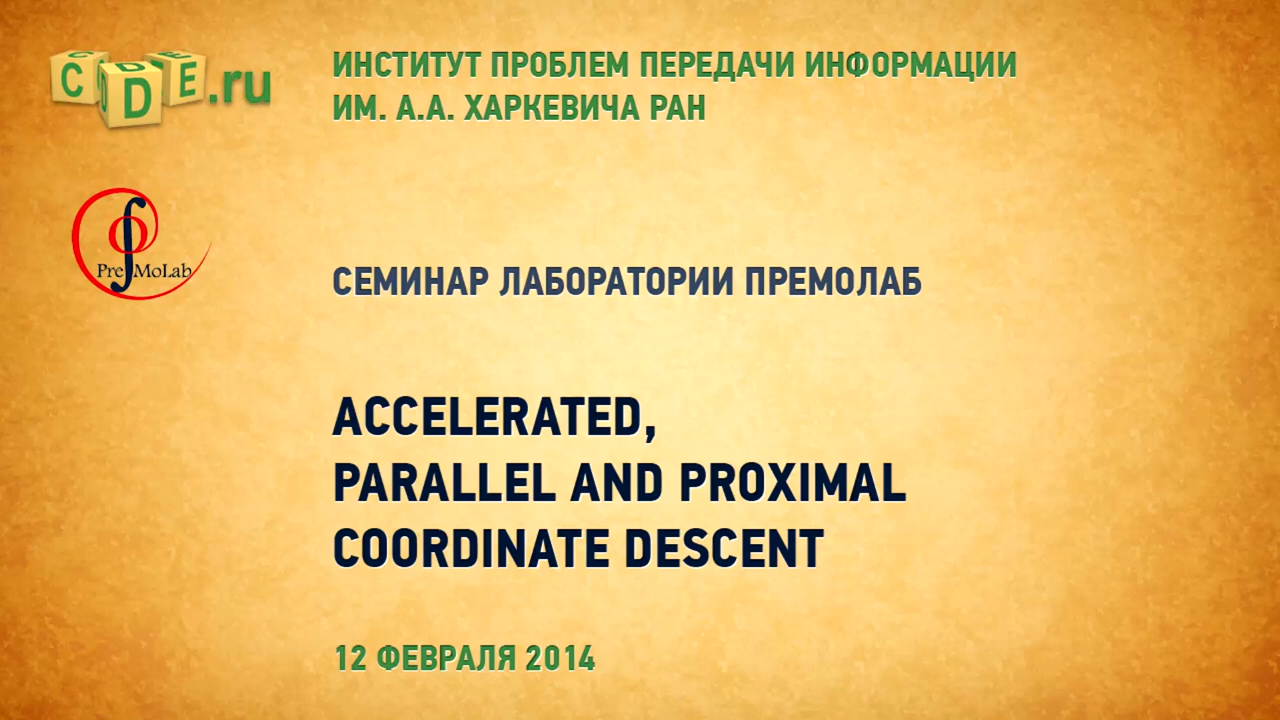 CODE.ru
ИНСТИТУТ ПРОБЛЕМ ПЕРЕДАЧИ ИНФОРМАЦИИ
ИМ. А.А. ХАРКЕВИЧА РАН
PreMoLab
СЕМИНАР ЛАБОРАТОРИИ ПРЕМОЛАБ
ACCELERATED,
PARALLEL AND PROXIMAL
COORDINATE DESCENT
12 ФЕВРАЛЯ 2014